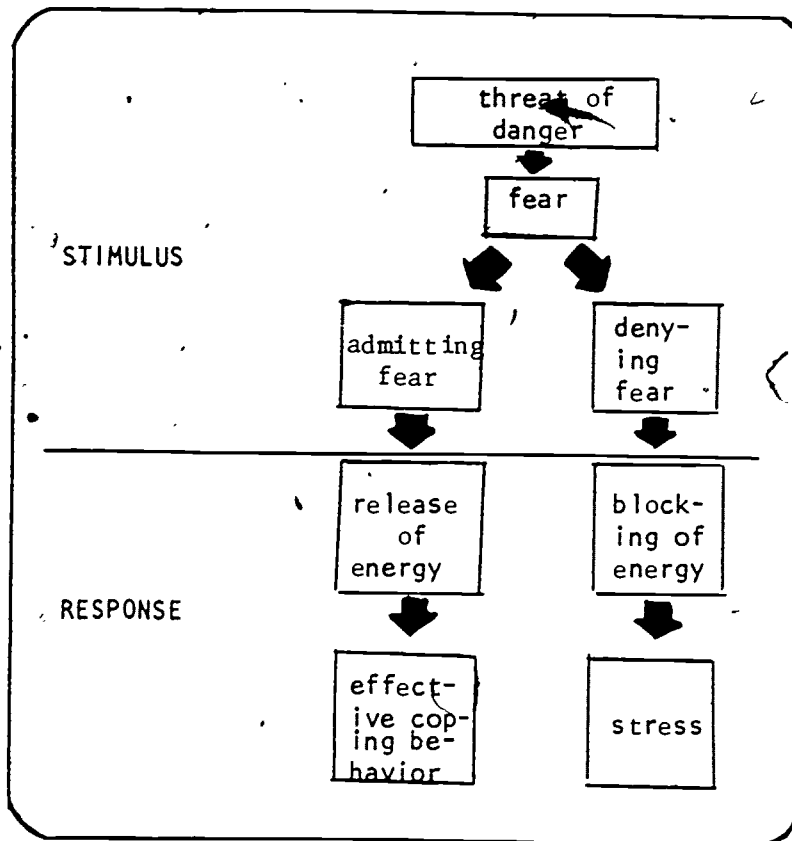 threat of
danger
fear
STIMULUS
admitting
fear
deny-
ing
fear
release
of
energy
block-
ing of
energy
RESPONSE
effect-
ive cop-
ing be-
havior
stress